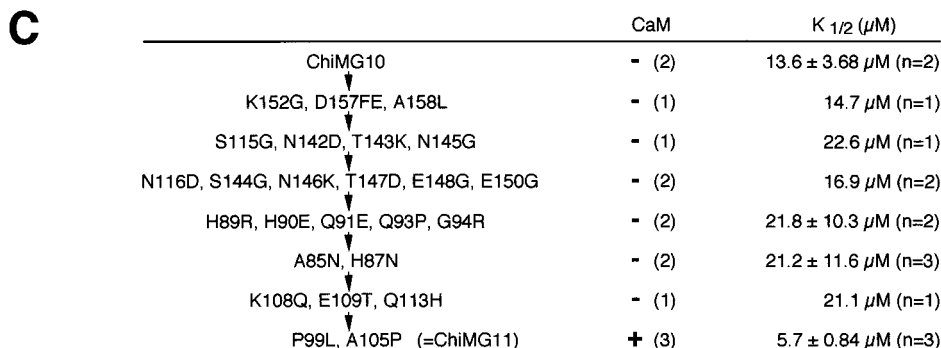 C
CaM K 1/2 (µM)
ChiMG10 - (2) 13.6 ± 3.68 µM (n=2)
K152G, D157FE, A158L - (1) 14.7 µM (n=1)
S115G, N142D, T143K, N145G - (1) 22.6 µM (n=1)
N116D, S144G, N146K, T147D, E148G, E150G - (2) 16.9 µM (n=2)
H89R, H90E, Q91E, Q93P, G94R - (2) 21.8 ± 10.3 µM (n=2)
A85N, H87N - (2) 21.2 ± 11.6 µM (n=3)
K108Q, E109T, Q113H - (1) 21.1 µM (n=1)
P99L, A105P (=ChiMG11) + (3) 5.7 ± 0.84 µM (n=3)